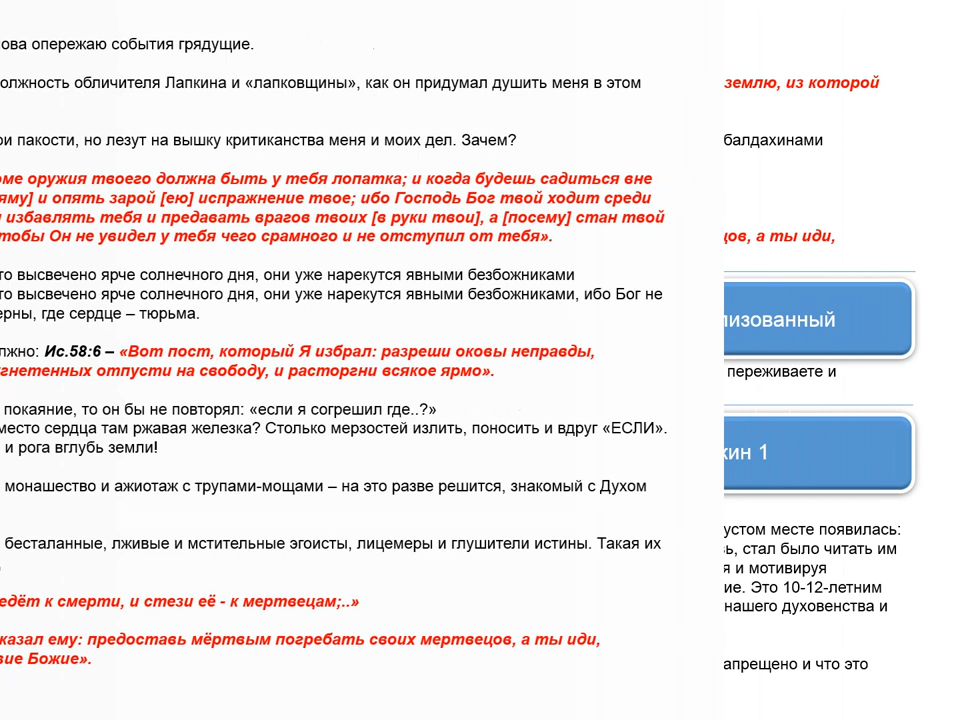 ова опережаю события грядущие.
олжность обличителя Лапкина и «лапковщины», как он придумал душить меня в этом
ои пакости, но лезут на вышку критиканства меня и моих дел. Зачем?
оме оружия твоего должна быть у тебя лопатка; и когда будешь садиться вне
яму] и опять зарой [ею] испражнение твое; ибо Господь Бог твой ходит среди
избавлять тебя и предавать врагов твоих [в руки твои], а [посему] стан твой
тобы Он не увидел у тебя чего срамного и не отступил от тебя».
то высвечено ярче солнечного дня, они уже нарекутся явными безбожниками
то высвечено ярче солнечного дня, они уже нарекутся явными безбожниками, ибо Бог не
ерны, где сердце – тюрьма.
лжно: Ис.58:6 – «Вот пост, который Я избрал: разреши оковы неправды,
гнетенных отпусти на свободу, и расторгни всякое ярмо».
покаяние, то он бы не повторял: «если я согрешил где..?»
место сердца там ржавая железка? Столько мерзостей излить, поносить и вдруг «ЕСЛИ».
и рога вглубь земли!
монашество и ажиотаж с трупами-мощами – на это разве решится, знакомый с Духом
бесталанные, лживые и мстительные эгоисты, лицемеры и глушители истины. Такая их
едёт к смерти, и стези её - к мертвецам;..»
казал ему: предоставь мёртвым погребать своих мертвецов, а ты иди,
вие Божие».
землю, из которой
балдахинами
цов, а ты иди,
лизованный
переживаете и
кин 1
устом месте появилась:
ь, стал было читать им
я и мотивируя
ие. Это 10-12-летним
нашего духовенства и
апрещено и что это